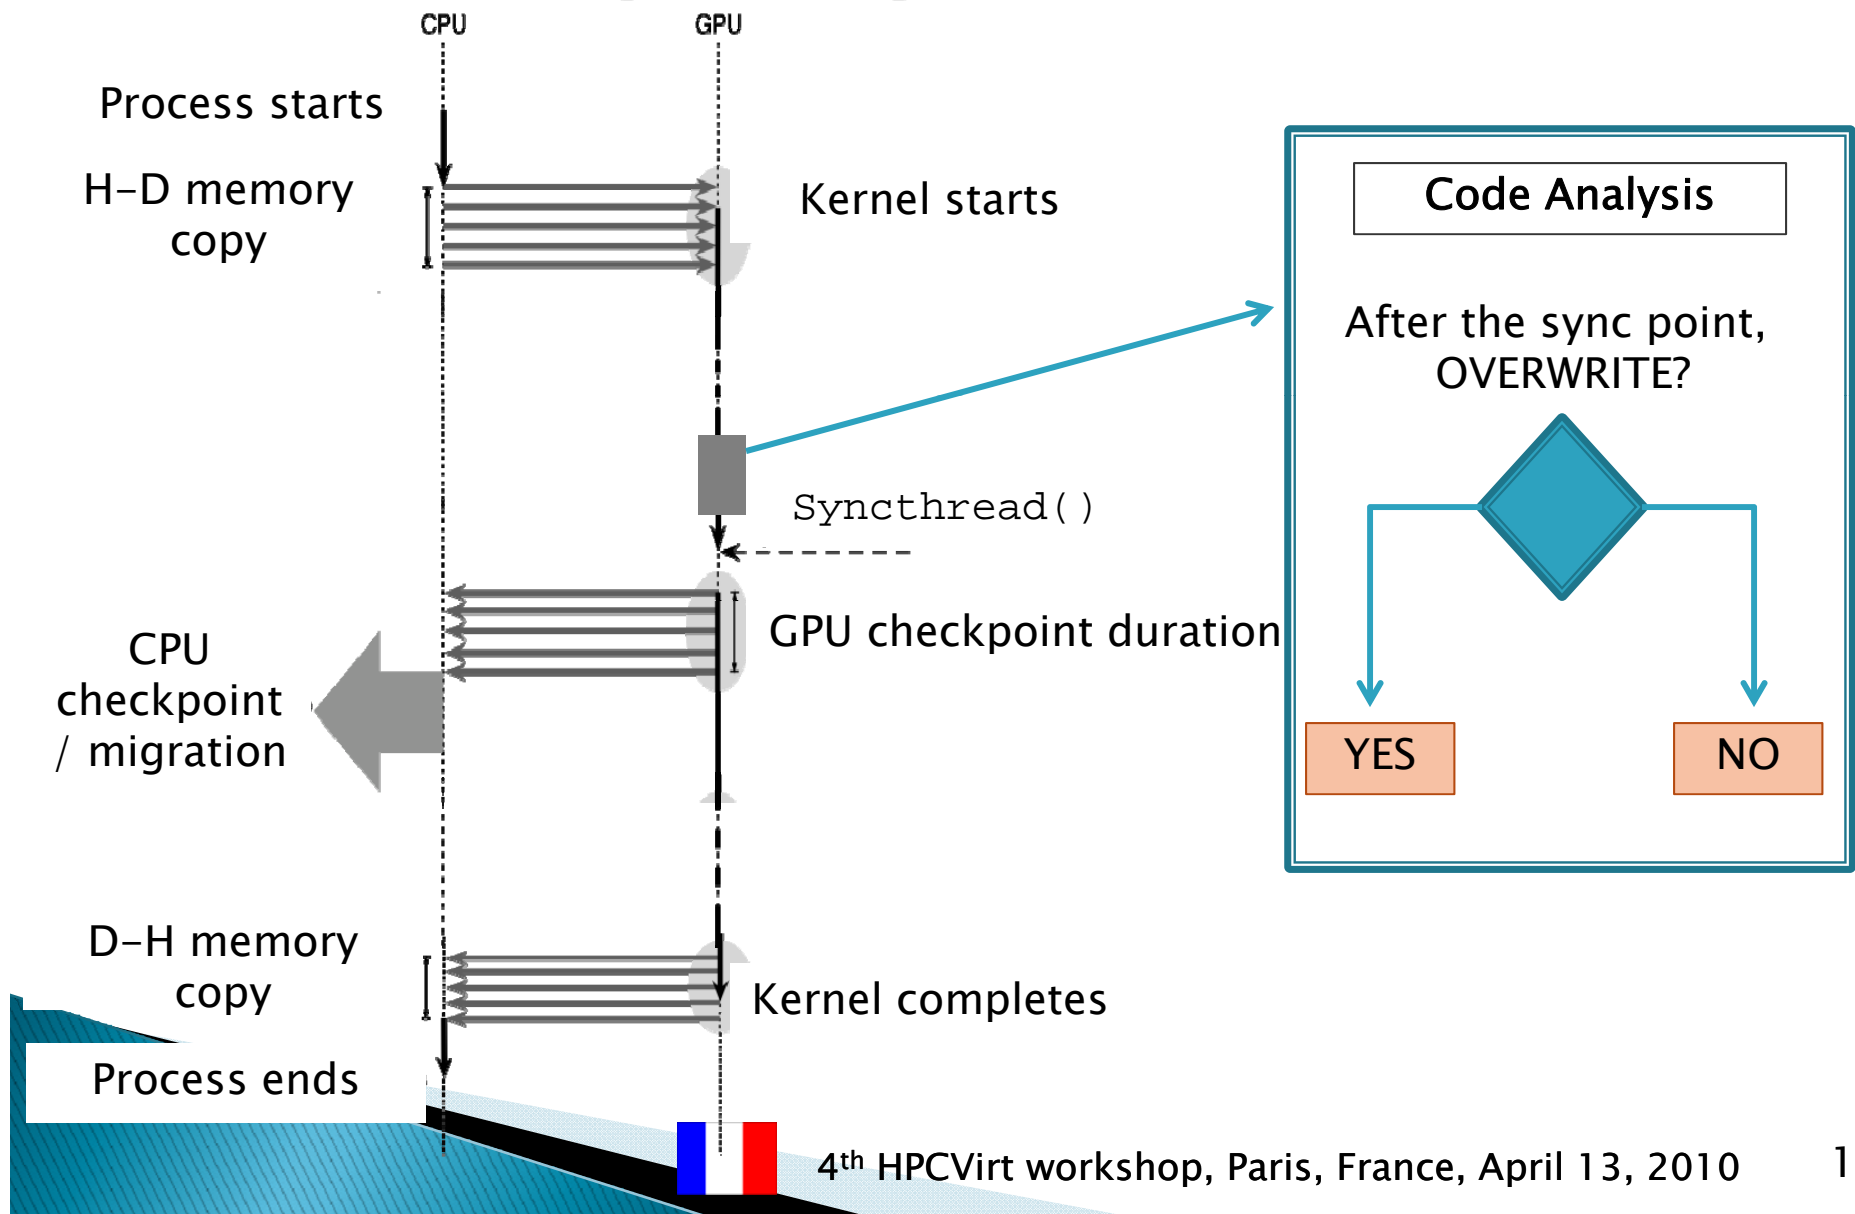 CPU
GPU
Process starts
H-D memory
copy
Kernel starts
Code Analysis
After the sync point,
OVERWRITE?
Syncthread()
GPU checkpoint duration
CPU
checkpoint
/ migration
YES
NO
D-H memory
copy
Kernel completes
Process ends
4th HPCVirt workshop, Paris, France, April 13, 2010
1